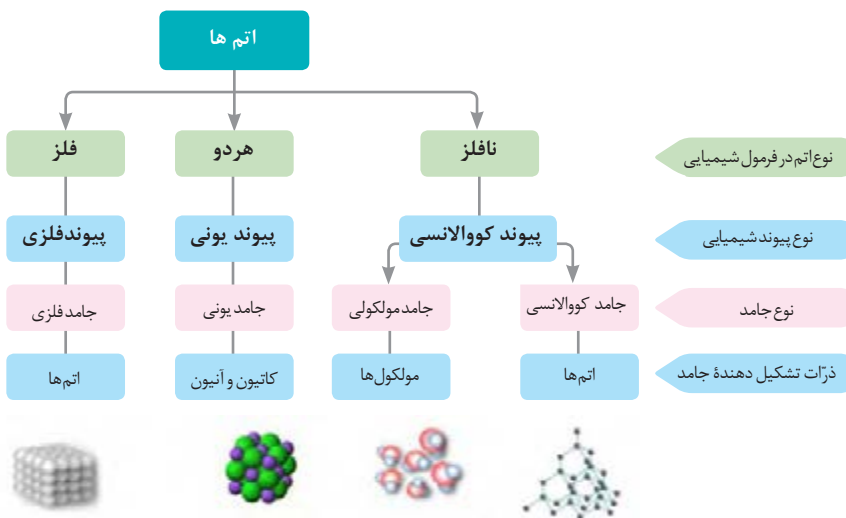 اتم ها
نوع اتم در فرمول شیمیایی
نافلز
هردو
فلز
نوع پیوند شیمیایی
پیوند کووالانسی
پیوند یونی
پیوندفلزی
نوع جامد
جامد کووالانسی
جامد مولکولی
جامد یونی
جامد فلزی
ذرّات تشکیل دهندهٔ جامد
اتم‌ها
مولکول‌ها
کاتیون و آنیون
اتم‌ها